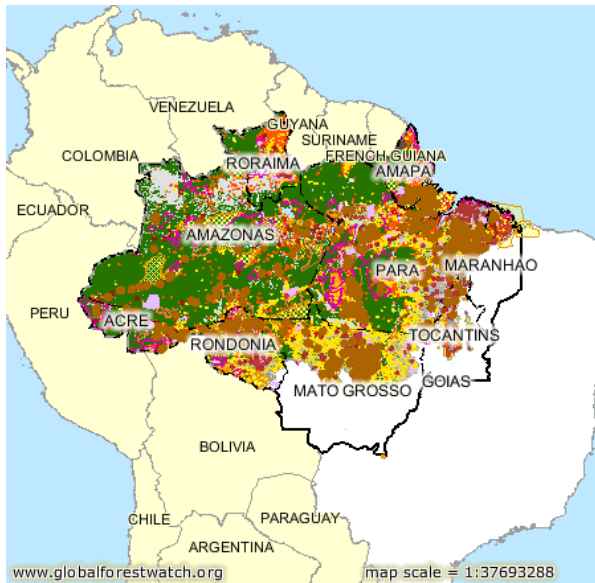 VENEZUELA
GUYANA
SURINAME
COLOMBIA
FRENCH GUIANA
RORAIMA
AMAPA
ECUADOR
AMAZONAS
PARA
MARANHAO
PERU
ACRE
TOCANTINS
RONDONIA
GOIAS
MATO GROSSO
BOLIVIA
CHILE
PARAGUAY
ARGENTINA
www.globalforestwatch.org
map scale = 1:37693288